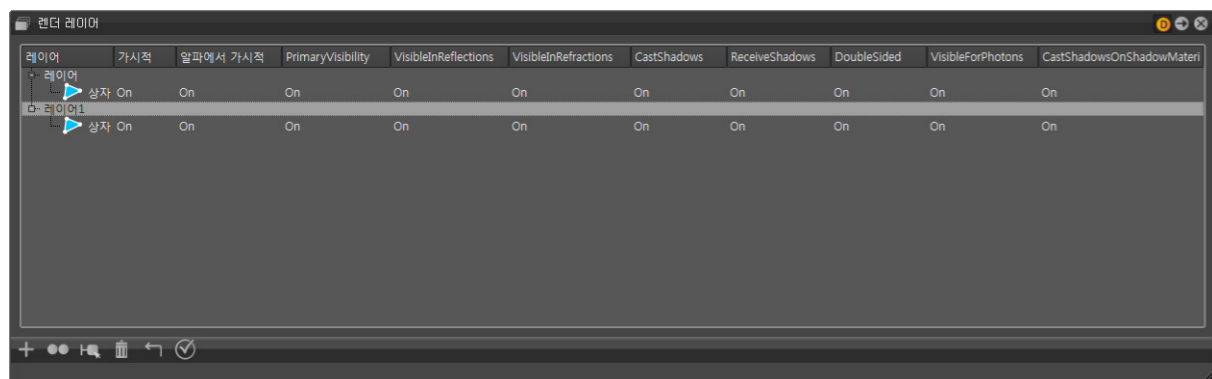 렌더 레이어 D
레이어 가시적 알파에서 가시적 PrimaryVisibility VisibleInReflections VisibleInRefractions CastShadows ReceiveShadows DoubleSided VisibleForPhotons CastShadowsOnShadowMateri
레이어
상자 On On On On On On On On On On
레이어1
상자 On On On On On On On On On On